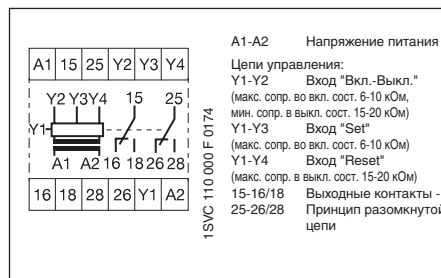 A1 15 25 Y2 Y3 Y4
Y2 Y3 Y4 15 25
Y1
A1 A2 16 18 26 28
16 18 28 26 Y1 A2
1SVC 110 000 F 0174
A1-A2 Напряжение питания
Цепи управления:
Y1-Y2 Вход "Вкл.-Выкл."
(макс. сопр. во вкл. сост. 6-10 кОм,
мин. сопр. в выкл. сост. 15-20 кОм)
Y1-Y3 Вход "Set"
(макс. сопр. во вкл. сост. 6-10 кОм)
Y1-Y4 Вход "Reset"
(макс. сопр. в выкл. сост. 15-20 кОм)
15-16/18 Выходные контакты -
25-26/28 Принцип разомкнутой
цепи